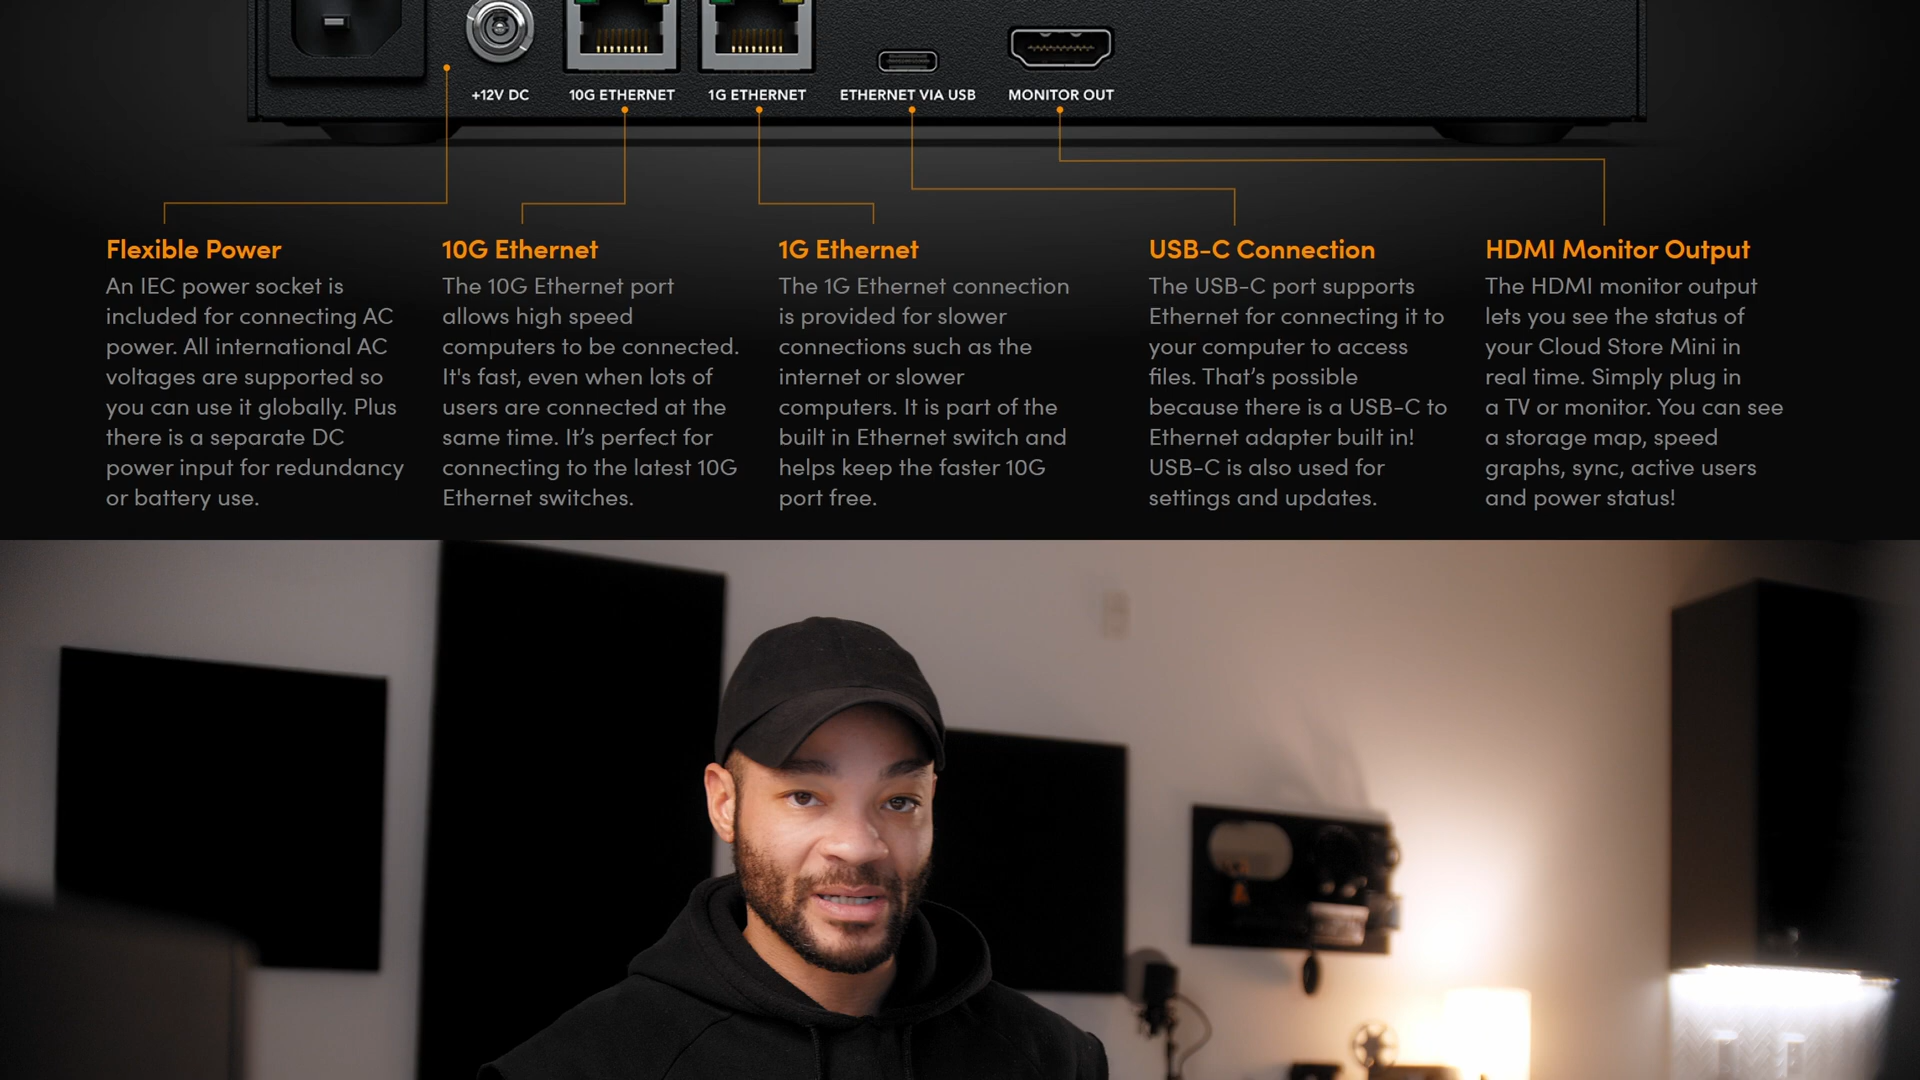 +12V DC
10G ETHERNET
1G ETHERNET
ETHERNET VIA USB
MONITOR OUT
Flexible Power
An IEC power socket is
included for connecting AC
power. All international AC
voltages are supported so
you can use it globally. Plus
there is a separate DC
power input for redundancy
or battery use.
10G Ethernet
The 10G Ethernet port
allows high speed
computers to be connected.
It's fast, even when lots of
users are connected at the
same time. It’s perfect for
connecting to the latest 10G
Ethernet switches.
1G Ethernet
The 1G Ethernet connection
is provided for slower
connections such as the
internet or slower
computers. It is part of the
built in Ethernet switch and
helps keep the faster 10G
port free.
USB-C Connection
The USB-C port supports
Ethernet for connecting it to
your computer to access
files. That’s possible
because there is a USB-C to
Ethernet adapter built in!
USB-C is also used for
settings and updates.
HDMI Monitor Output
The HDMI monitor output
lets you see the status of
your Cloud Store Mini in
real time. Simply plug in
a TV or monitor. You can see
a storage map, speed
graphs, sync, active users
and power status!